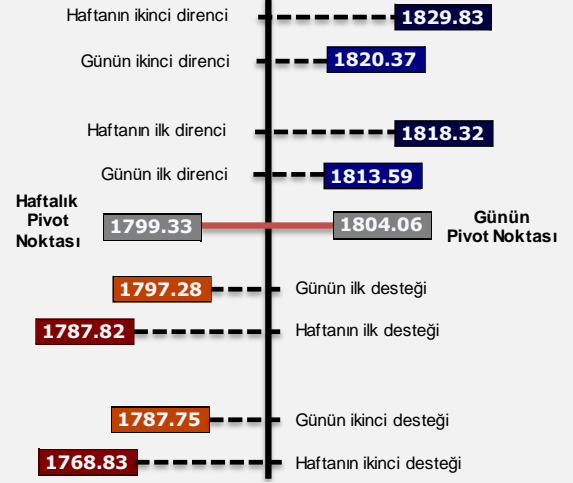 Haftanın ikinci direnci 1829.83
Günün ikinci direnci 1820.37
Haftanın ilk direnci 1818.32
Günün ilk direnci 1813.59
Haftalık
Pivot
Noktası
1799.33
1804.06
Günün
Pivot Noktası
1797.28 Günün ilk desteği
1787.82 Haftanın ilk desteği
1787.75 Günün ikinci desteği
1768.83 Haftanın ikinci desteği